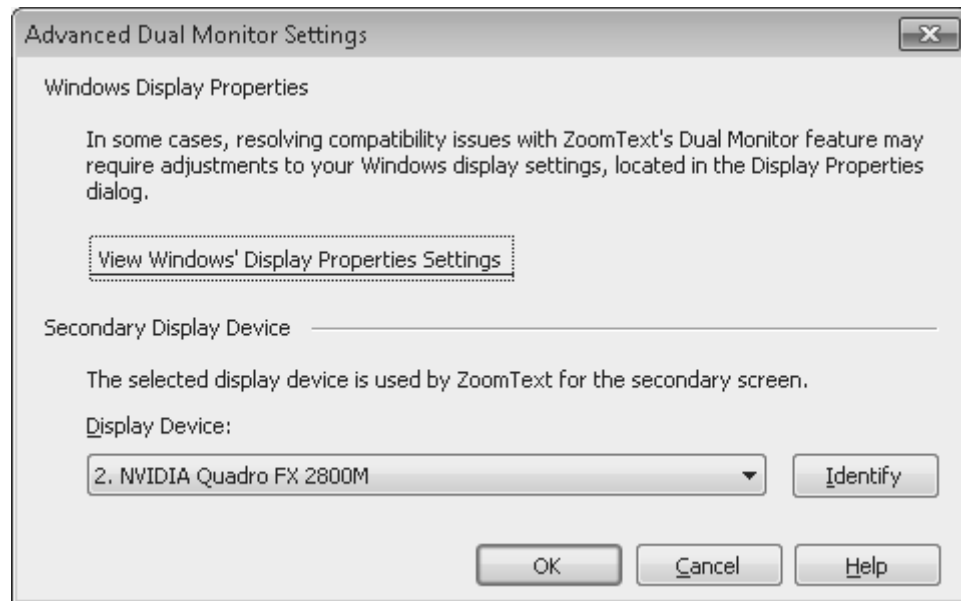 Advanced Dual Monitor Settings
Windows Display Properties
In some cases, resolving compatibility issues with ZoomText's Dual Monitor feature may
require adjustments to your Windows display settings, located in the Display Properties
dialog.
View Windows' Display Properties Settings
Secondary Display Device
The selected display device is used by ZoomText for the secondary screen.
Display Device:
2. NVIDIA Quadro FX 2800M
Identify
OK
Cancel
Help